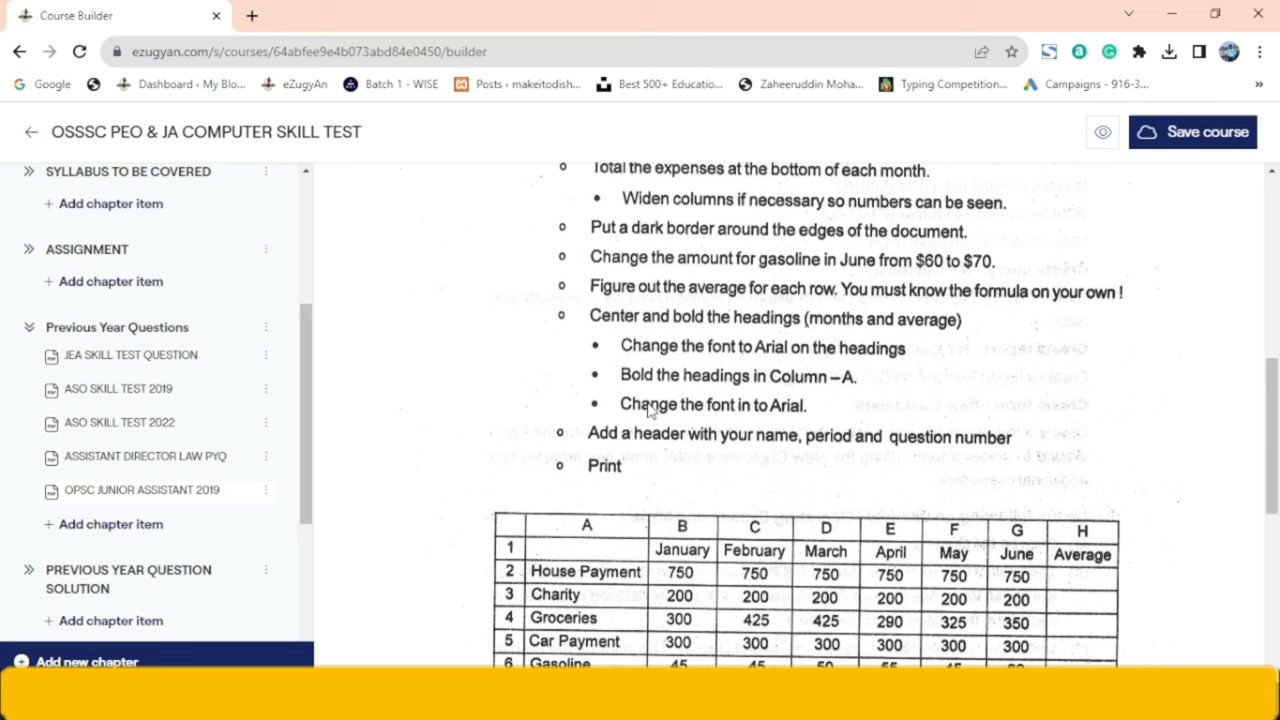 Course Builder
ezugyan.com/s/courses/64abfee9e4b073abd84e0450/builder
Google
Dashboard ‹ My Blo...
eZugyAn
Batch 1 - WISE
Posts ‹ makeitodish...
Best 500+ Educatio...
Zaheeruddin Moha...
Typing Competition...
Campaigns - 916-3...
OSSSC PEO & JA COMPUTER SKILL TEST
Save course
SYLLABUS TO BE COVERED
+ Add chapter item
ASSIGNMENT
+ Add chapter item
Previous Year Questions
JEA SKILL TEST QUESTION
ASO SKILL TEST 2019
ASO SKILL TEST 2022
ASSISTANT DIRECTOR LAW PYQ
OPSC JUNIOR ASSISTANT 2019
+ Add chapter item
PREVIOUS YEAR QUESTION
SOLUTION
+ Add chapter item
Add new chapter
Total the expenses at the bottom of each month.
Widen columns if necessary so numbers can be seen.
Put a dark border around the edges of the document.
Change the amount for gasoline in June from $60 to $70.
Figure out the average for each row. You must know the formula on your own !
Center and bold the headings (months and average)
Change the font to Arial on the headings
Bold the headings in Column – A.
Change the font in to Arial.
Add a header with your name, period and question number
Print
A B C D E F G H
1 January February March April May June Average
2 House Payment 750 750 750 750 750 750
3 Charity 200 200 200 200 200 200
4 Groceries 300 425 425 290 325 350
5 Car Payment 300 300 300 300 300 300
6 Gasoline 45 45 50 55 45